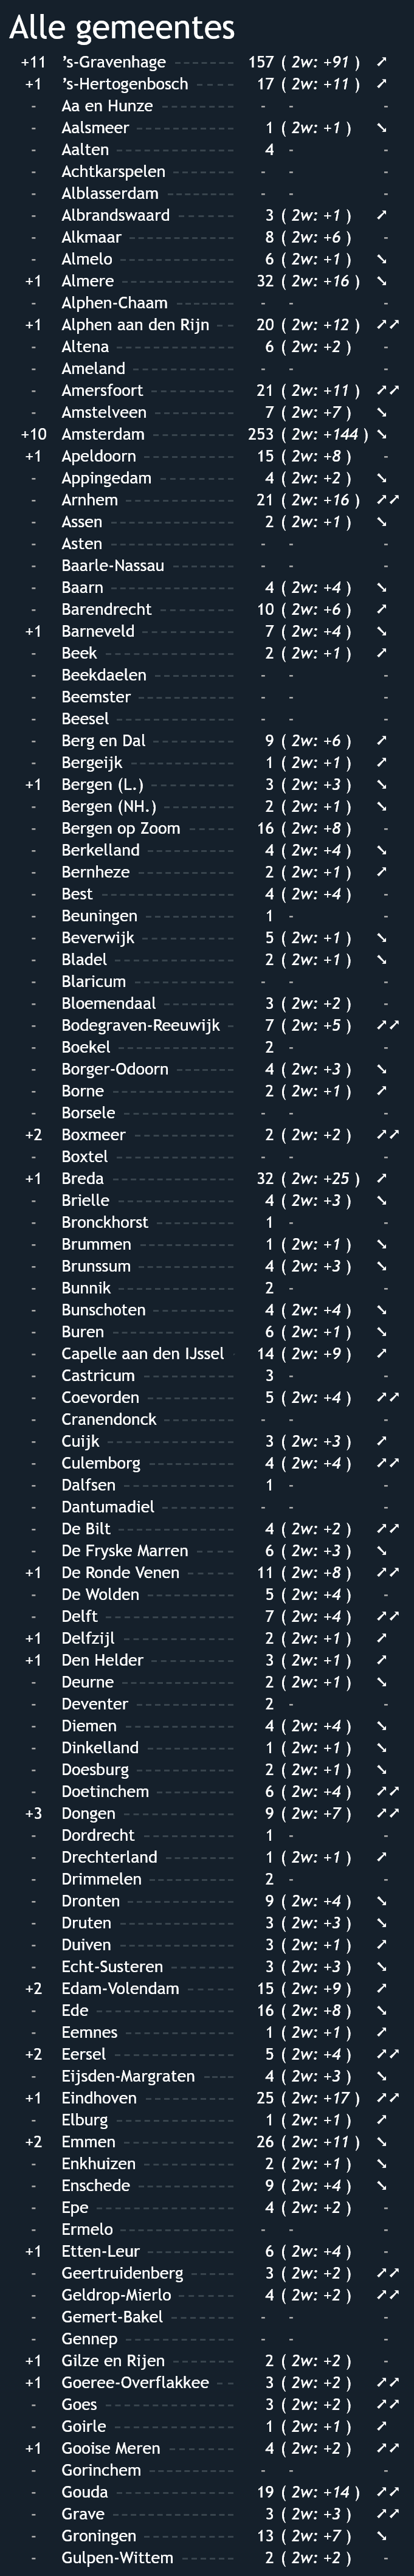 Alle gemeentes
+11 's-Gravenhage ------- 157 ( 2w: +91 ) ➚
+1 's-Hertogenbosch ---- 17 ( 2w: +11 ) ➚
- Aa en Hunze -------- - - -
- Aalsmeer ---------- 1 ( 2w: +1 ) ➘
- Aalten ------------ 4 - -
- Achtkarspelen ------- - - -
- Alblasserdam -------- - - -
- Albrandswaard ------- 3 ( 2w: +1 ) ➚
- Alkmaar ----------- 8 ( 2w: +6 ) -
- Almelo ------------ 6 ( 2w: +1 ) ➘
+1 Almere ------------ 32 ( 2w: +16 ) ➘
- Alphen-Chaam ------- - - -
+1 Alphen aan den Rijn -- 20 ( 2w: +12 ) ➚➚
- Altena ------------ 6 ( 2w: +2 ) -
- Ameland ----------- - - -
- Amersfoort --------- 21 ( 2w: +11 ) ➚➚
- Amstelveen --------- 7 ( 2w: +7 ) ➘
+10 Amsterdam --------- 253 ( 2w: +144 ) ➘
+1 Apeldoorn ---------- 15 ( 2w: +8 ) -
- Appingedam -------- 4 ( 2w: +2 ) ➘
- Arnhem ------------ 21 ( 2w: +16 ) ➚➚
- Assen ------------- 2 ( 2w: +1 ) ➘
- Asten ------------- - - -
- Baarle-Nassau ------- - - -
- Baarn ------------- 4 ( 2w: +4 ) ➘
- Barendrecht -------- 10 ( 2w: +6 ) ➚
+1 Barneveld ---------- 7 ( 2w: +4 ) ➘
- Beek -------------- 2 ( 2w: +1 ) ➚
- Beekdaelen --------- - - -
- Beemster ---------- - - -
- Beesel ------------ - - -
- Berg en Dal --------- 9 ( 2w: +6 ) ➚
- Bergeijk ----------- 1 ( 2w: +1 ) ➚
+1 Bergen (L.) --------- 3 ( 2w: +3 ) ➘
- Bergen (NH.) -------- 2 ( 2w: +1 ) ➘
- Bergen op Zoom ----- 16 ( 2w: +8 ) -
- Berkelland --------- 4 ( 2w: +4 ) ➘
- Bernheze ---------- 2 ( 2w: +1 ) ➚
- Best -------------- 4 ( 2w: +4 ) -
- Beuningen ---------- 1 - -
- Beverwijk ---------- 5 ( 2w: +1 ) ➘
- Bladel ------------ 2 ( 2w: +1 ) ➘
- Blaricum ----------- - - -
- Bloemendaal -------- 3 ( 2w: +2 ) -
- Bodegraven-Reeuwijk - 7 ( 2w: +5 ) ➚➚
- Boekel ------------ 2 - -
- Borger-Odoorn ------- 4 ( 2w: +3 ) ➘
- Borne ------------- 2 ( 2w: +1 ) ➚
- Borsele ------------ - - -
+2 Boxmeer ----------- 2 ( 2w: +2 ) ➚➚
- Boxtel ------------ - - -
+1 Breda ------------- 32 ( 2w: +25 ) ➚
- Brielle ------------ 4 ( 2w: +3 ) ➘
- Bronckhorst -------- 1 - -
- Brummen ---------- 1 ( 2w: +1 ) ➘
- Brunssum ---------- 4 ( 2w: +3 ) ➘
- Bunnik ------------ 2 - -
- Bunschoten --------- 4 ( 2w: +4 ) ➘
- Buren ------------- 6 ( 2w: +1 ) ➘
- Capelle aan den IJssel - 14 ( 2w: +9 ) ➚
- Castricum ---------- 3 - -
- Coevorden ---------- 5 ( 2w: +4 ) ➚➚
- Cranendonck ------- - - -
- Cuijk ------------- 3 ( 2w: +3 ) ➚
- Culemborg --------- 4 ( 2w: +4 ) ➚➚
- Dalfsen ------------ 1 - -
- Dantumadiel -------- - - -
- De Bilt ------------ 4 ( 2w: +2 ) ➚➚
- De Fryske Marren ---- 6 ( 2w: +3 ) ➘
+1 De Ronde Venen ----- 11 ( 2w: +8 ) ➚➚
- De Wolden --------- 5 ( 2w: +4 ) -
- Delft ------------- 7 ( 2w: +4 ) ➚➚
+1 Delfzijl ------------ 2 ( 2w: +1 ) ➚
+1 Den Helder --------- 3 ( 2w: +1 ) ➚
- Deurne ------------ 2 ( 2w: +1 ) ➘
- Deventer ---------- 2 - -
- Diemen ----------- 4 ( 2w: +4 ) ➘
- Dinkelland --------- 1 ( 2w: +1 ) ➘
- Doesburg ---------- 2 ( 2w: +1 ) ➘
- Doetinchem -------- 6 ( 2w: +4 ) ➚➚
+3 Dongen ------------ 9 ( 2w: +7 ) ➚➚
- Dordrecht ---------- 1 - -
- Drechterland -------- 1 ( 2w: +1 ) ➚
- Drimmelen --------- 2 - -
- Dronten ----------- 9 ( 2w: +4 ) ➘
- Druten ------------ 3 ( 2w: +3 ) ➘
- Duiven ------------ 3 ( 2w: +1 ) ➚
- Echt-Susteren ------- 3 ( 2w: +3 ) ➘
+2 Edam-Volendam ------ 15 ( 2w: +9 ) ➚
- Ede --------------- 16 ( 2w: +8 ) ➘
- Eemnes ----------- 1 ( 2w: +1 ) ➚
+2 Eersel ------------ 5 ( 2w: +4 ) ➚➚
- Eijsden-Margraten ---- 4 ( 2w: +3 ) ➘
+1 Eindhoven ---------- 25 ( 2w: +17 ) ➚➚
- Elburg ------------ 1 ( 2w: +1 ) ➚
+2 Emmen ------------ 26 ( 2w: +11 ) ➘
- Enkhuizen ---------- 2 ( 2w: +1 ) ➘
- Enschede ---------- 9 ( 2w: +4 ) ➘
- Epe --------------- 4 ( 2w: +2 ) -
- Ermelo ------------ - - -
+1 Etten-Leur ---------- 6 ( 2w: +4 ) -
- Geertruidenberg ----- 3 ( 2w: +2 ) ➚➚
- Geldrop-Mierlo ------ 4 ( 2w: +2 ) ➚➚
- Gemert-Bakel ------- - - -
- Gennep ----------- - - -
+1 Gilze en Rijen ------- 2 ( 2w: +2 ) -
+1 Goeree-Overflakkee -- 3 ( 2w: +2 ) ➚➚
- Goes -------------- 3 ( 2w: +2 ) ➚➚
- Goirle ------------ 1 ( 2w: +1 ) ➚
+1 Gooise Meren ------- 4 ( 2w: +2 ) ➚➚
- Gorinchem --------- - - -
- Gouda ------------ 19 ( 2w: +14 ) ➚➚
- Grave ------------- 3 ( 2w: +3 ) ➚➚
- Groningen ---------- 13 ( 2w: +7 ) ➘
- Gulpen-Wittem ------ 2 ( 2w: +2 ) -